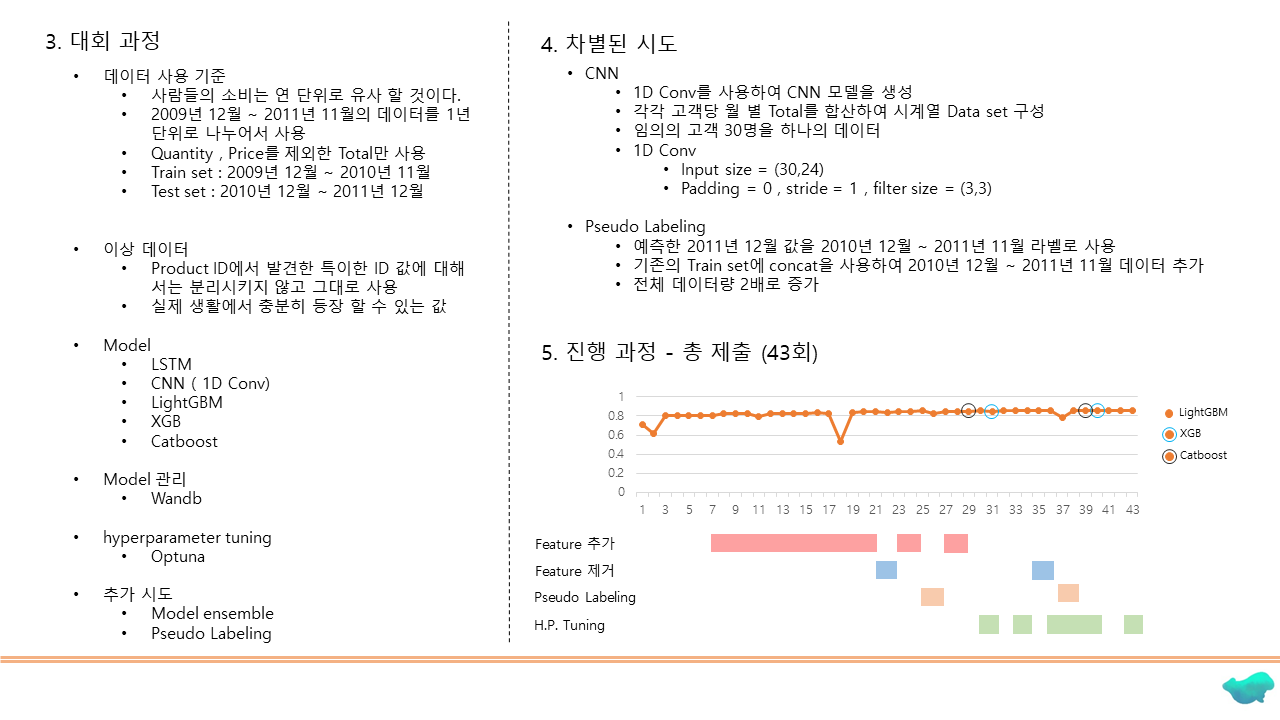 3. 대회 과정
• 데이터 사용 기준
• 사람들의 소비는 연 단위로 유사 할 것이다.
• 2009년 12월 ~ 2011년 11월의 데이터를 1년
단위로 나누어서 사용
• Quantity , Price를 제외한 Total만 사용
• Train set : 2009년 12월 ~ 2010년 11월
• Test set : 2010년 12월 ~ 2011년 12월
• 이상 데이터
• Product ID에서 발견한 특이한 ID 값에 대해
서는 분리시키지 않고 그대로 사용
• 실제 생활에서 충분히 등장 할 수 있는 값
• Model
• LSTM
• CNN ( 1D Conv)
• LightGBM
• XGB
• Catboost
• Model 관리
• Wandb
• hyperparameter tuning
• Optuna
• 추가 시도
• Model ensemble
• Pseudo Labeling
4. 차별된 시도
• CNN
• 1D Conv를 사용하여 CNN 모델을 생성
• 각각 고객당 월 별 Total를 합산하여 시계열 Data set 구성
• 임의의 고객 30명을 하나의 데이터
• 1D Conv
• Input size = (30,24)
• Padding = 0 , stride = 1 , filter size = (3,3)
• Pseudo Labeling
• 예측한 2011년 12월 값을 2010년 12월 ~ 2011년 11월 라벨로 사용
• 기존의 Train set에 concat을 사용하여 2010년 12월 ~ 2011년 11월 데이터 추가
• 전체 데이터량 2배로 증가
5. 진행 과정 - 총 제출 (43회)
1
0.8
0.6
0.4
0.2
0
1 3 5 7 9 11 13 15 17 19 21 23 25 27 29 31 33 35 37 39 41 43
LightGBM
XGB
Catboost
Feature 추가
Feature 제거
Pseudo Labeling
H.P. Tuning